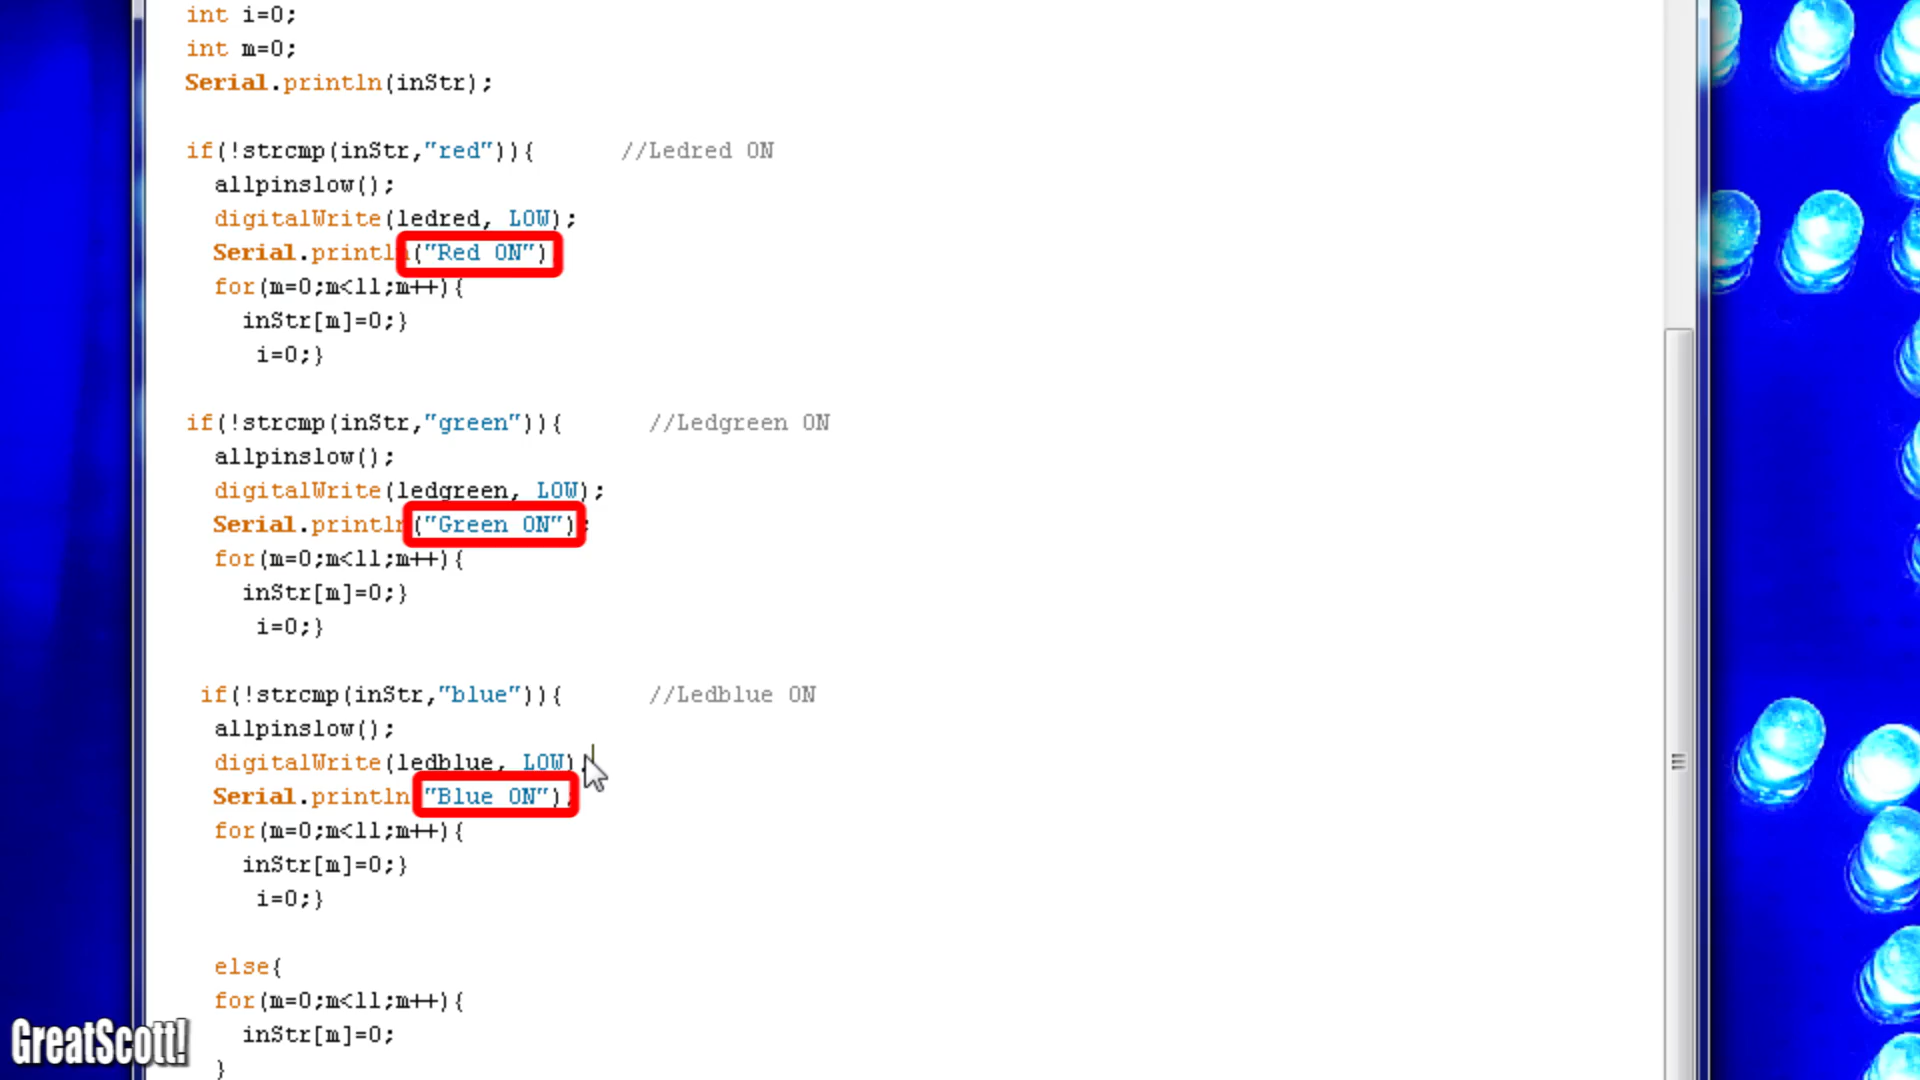 int i=0;
int m=0;
Serial.println(inStr);
if(!strcmp(inStr,"red")){ //Ledred ON
allpinslow();
digitalWrite(ledred, LOW);
Serial.println("Red ON")
for(m=0;m<11;m++){
inStr[m]=0;}
i=0;}
if(!strcmp(inStr,"green")){ //Ledgreen ON
allpinslow();
digitalWrite(ledgreen, LOW);
Serial.println("Green ON");
for(m=0;m<11;m++){
inStr[m]=0;}
i=0;}
if(!strcmp(inStr,"blue")){ //Ledblue ON
allpinslow();
digitalWrite(ledblue, LOW);
Serial.println"Blue ON");
for(m=0;m<11;m++){
inStr[m]=0;}
i=0;}
else{
for(m=0;m<11;m++){
inStr[m]=0;
}
GreatScott!